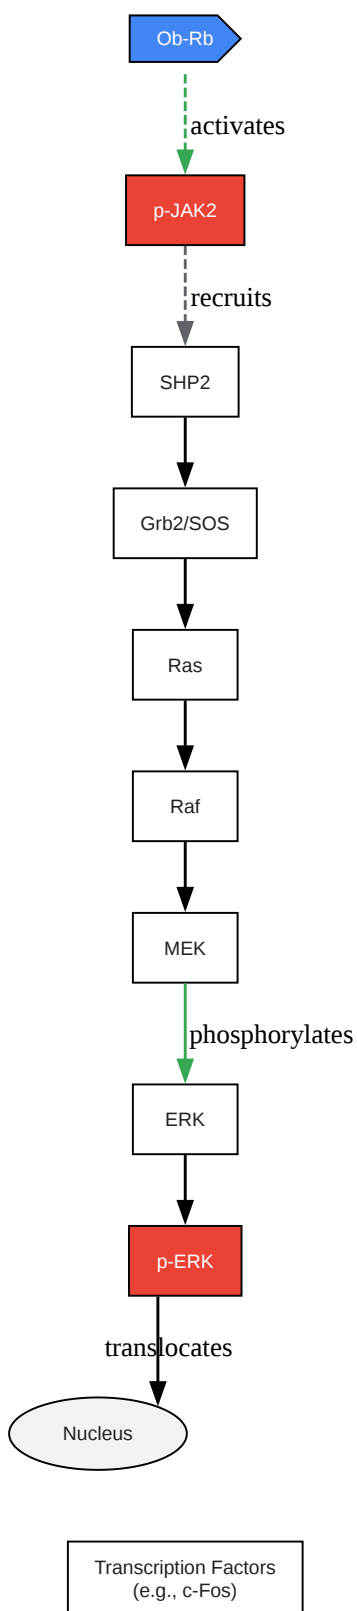 Ob-Rb
activates
p-JAK2
recruits
SHP2
Grb2/SOS
Ras
Raf
MEK
phosphorylates
ERK
p-ERK
translocates
Nucleus
Transcription Factors
(e.g., c-Fos)